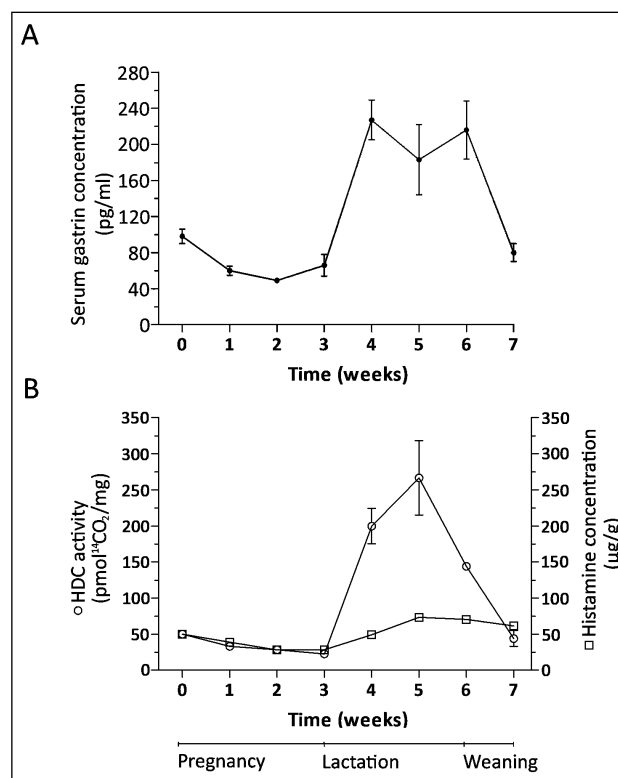 A
Serum gastrin concentration
(pg/ml)
280
240
200
160
120
80
40
0
0 1 2 3 4 5 6 7
Time (weeks)
B
○ HDC activity
(pmol¹⁴CO₂/mg)
350
300
250
200
150
100
50
0
350
300
250
200
150
100
50
0
□ Histamine concentration
(µg/g)
0 1 2 3 4 5 6 7
Time (weeks)
Pregnancy Lactation Weaning